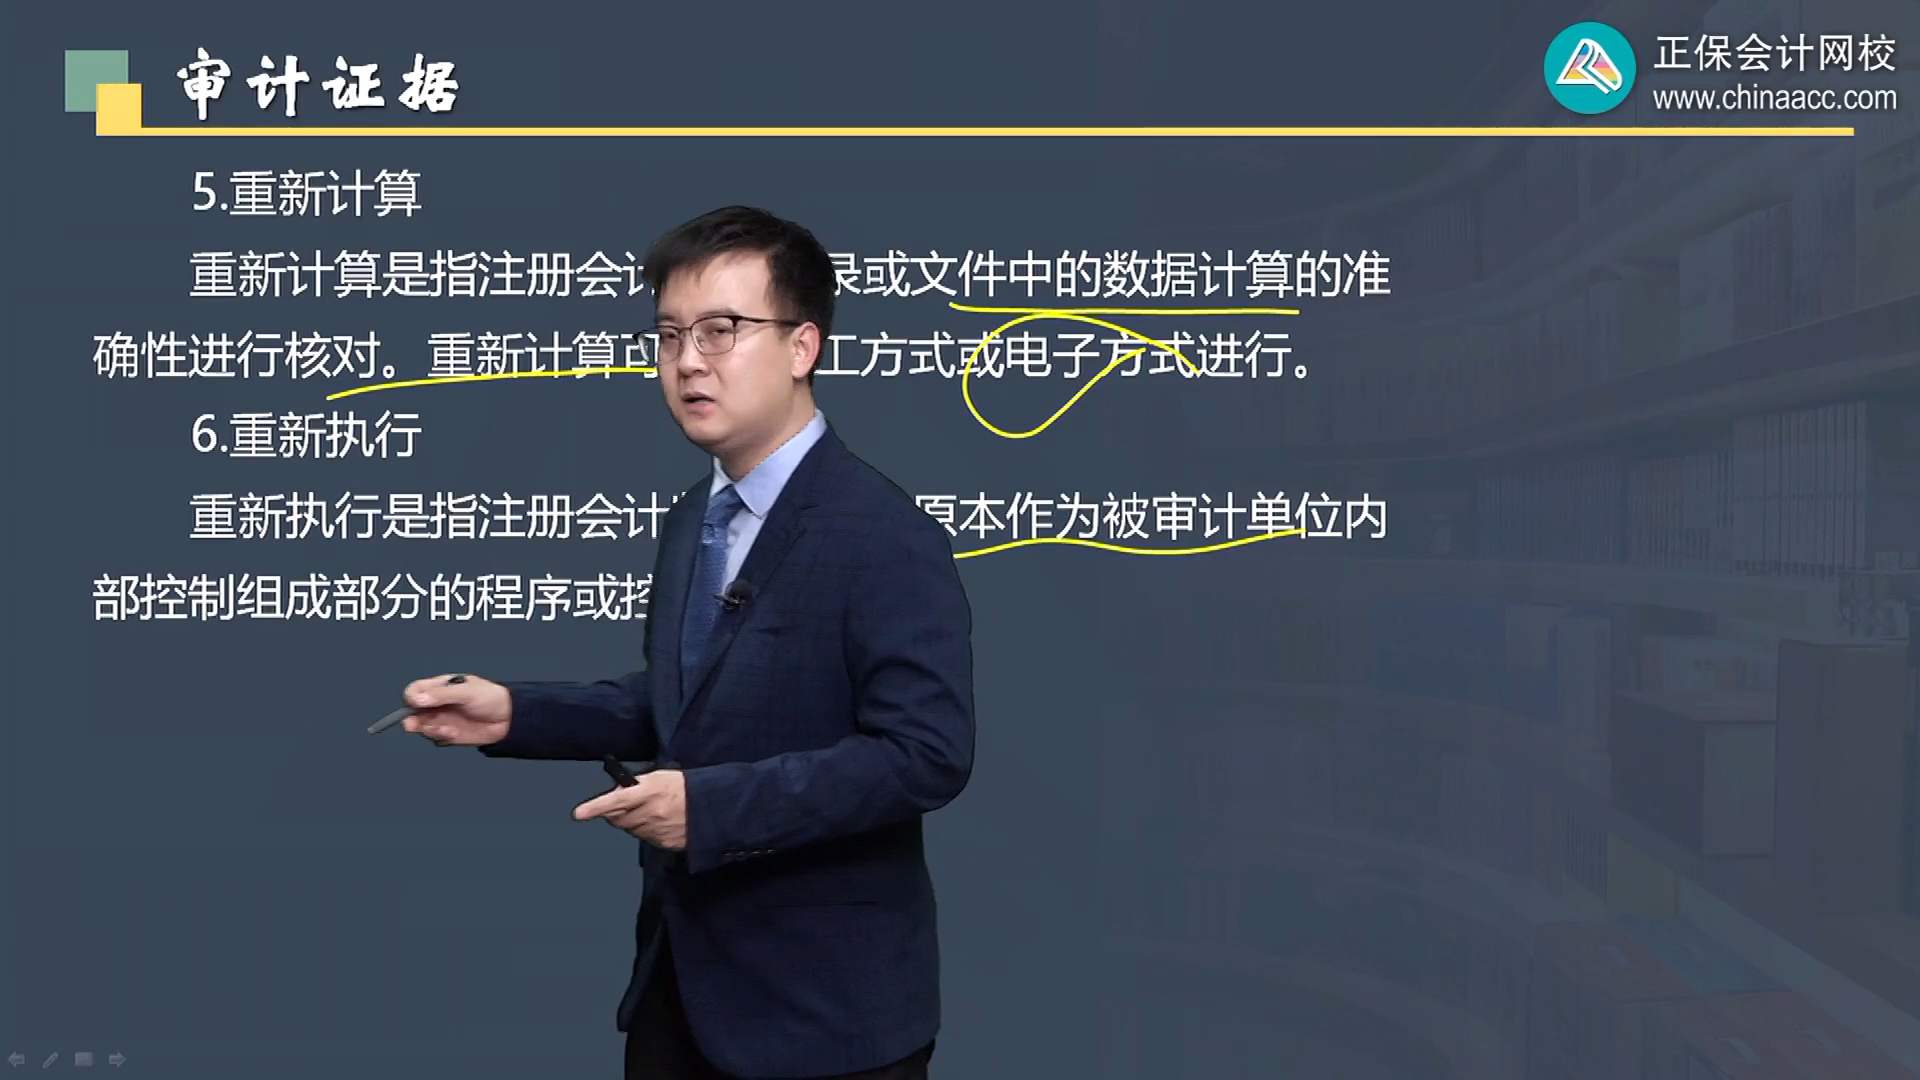 审计证据
正保会计网校
www.chinaacc.com
5.重新计算
重新计算是指注册会计 录或文件中的数据计算的准
确性进行核对。重新计算可 工方式或电子方式进行。
6.重新执行
重新执行是指注册会计 原本作为被审计单位内
部控制组成部分的程序或控